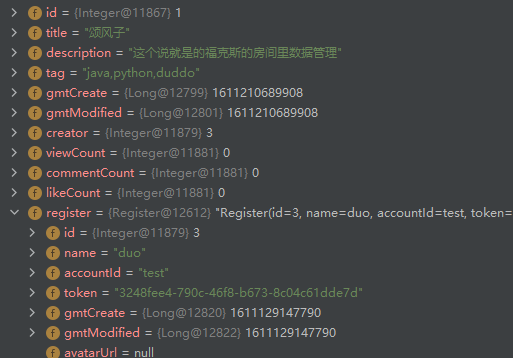 f id = {Integer@11867} 1
f title = "颂风子"
f description = "这个说就是的福克斯的房间里数据管理"
f tag = "java,python,duddo"
f gmtCreate = {Long@12799} 1611210689908
f gmtModified = {Long@12801} 1611210689908
f creator = {Integer@11879} 3
f viewCount = {Integer@11881} 0
f commentCount = {Integer@11881} 0
f likeCount = {Integer@11881} 0
f register = {Register@12612} "Register(id=3, name=duo, accountId=test, token=
f id = {Integer@11879} 3
f name = "duo"
f accountId = "test"
f token = "3248fee4-790c-46f8-b673-8c04c61dde7d"
f gmtCreate = {Long@12820} 1611129147790
f gmtModified = {Long@12822} 1611129147790
f avatarUrl = null